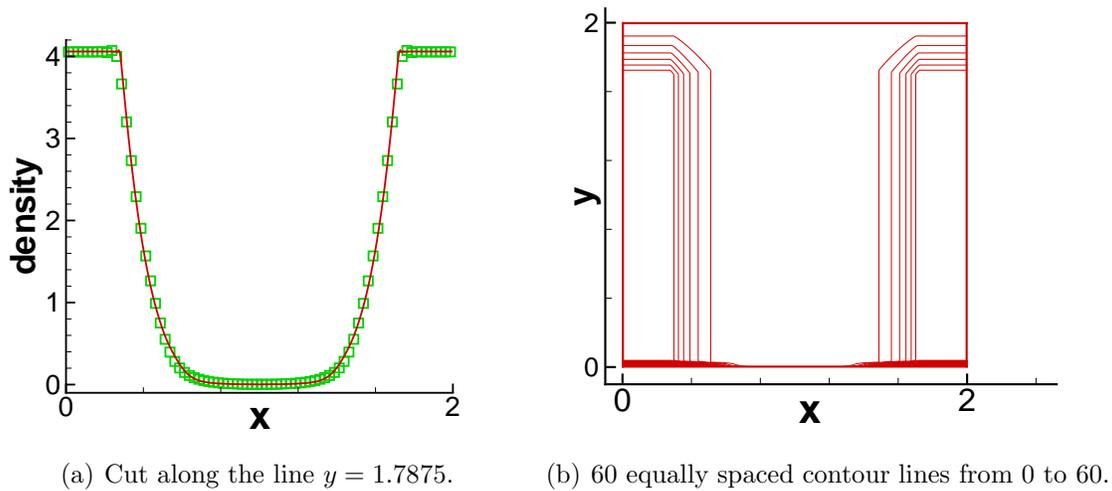 density
4
3
2
1
0
0
2
x
(a) Cut along the line y = 1.7875.
y
2
0
0
2
x
(b) 60 equally spaced contour lines from 0 to 60.